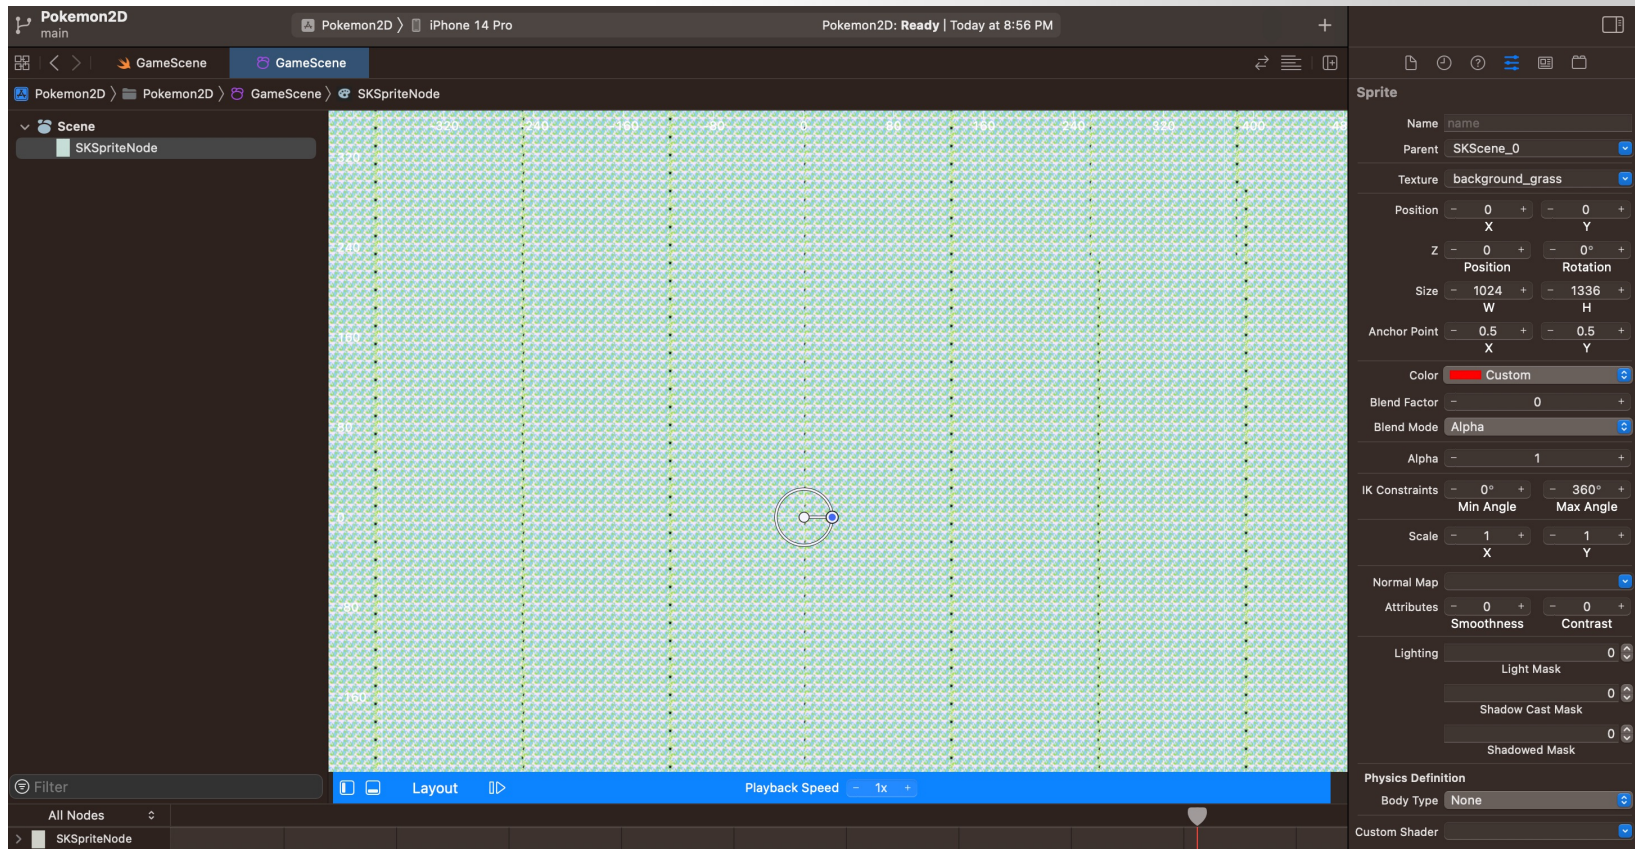 Pokemon2D
main
Pokemon2D 〉 iPhone 14 Pro
Pokemon2D: Ready | Today at 8:56 PM
+
GameScene
GameScene
Pokemon2D 〉 Pokemon2D 〉 GameScene 〉 SKSpriteNode
Scene
SKSpriteNode
-320 -240 -160 -80 0 80 160 240 320 400 48
320
240
160
80
0
-80
-160
Filter
Layout
Playback Speed - 1x +
All Nodes
SKSpriteNode
Sprite
Name name
Parent SKScene_0
Texture background_grass
Position - 0 + - 0 +
X Y
Z - 0 + - 0° +
Position Rotation
Size - 1024 + - 1336 +
W H
Anchor Point - 0.5 + - 0.5 +
X Y
Color Custom
Blend Factor - 0 +
Blend Mode Alpha
Alpha - 1 +
IK Constraints - 0° + - 360° +
Min Angle Max Angle
Scale - 1 + - 1 +
X Y
Normal Map
Attributes - 0 + - 0 +
Smoothness Contrast
Lighting 0
Light Mask
0
Shadow Cast Mask
0
Shadowed Mask
Physics Definition
Body Type None
Custom Shader